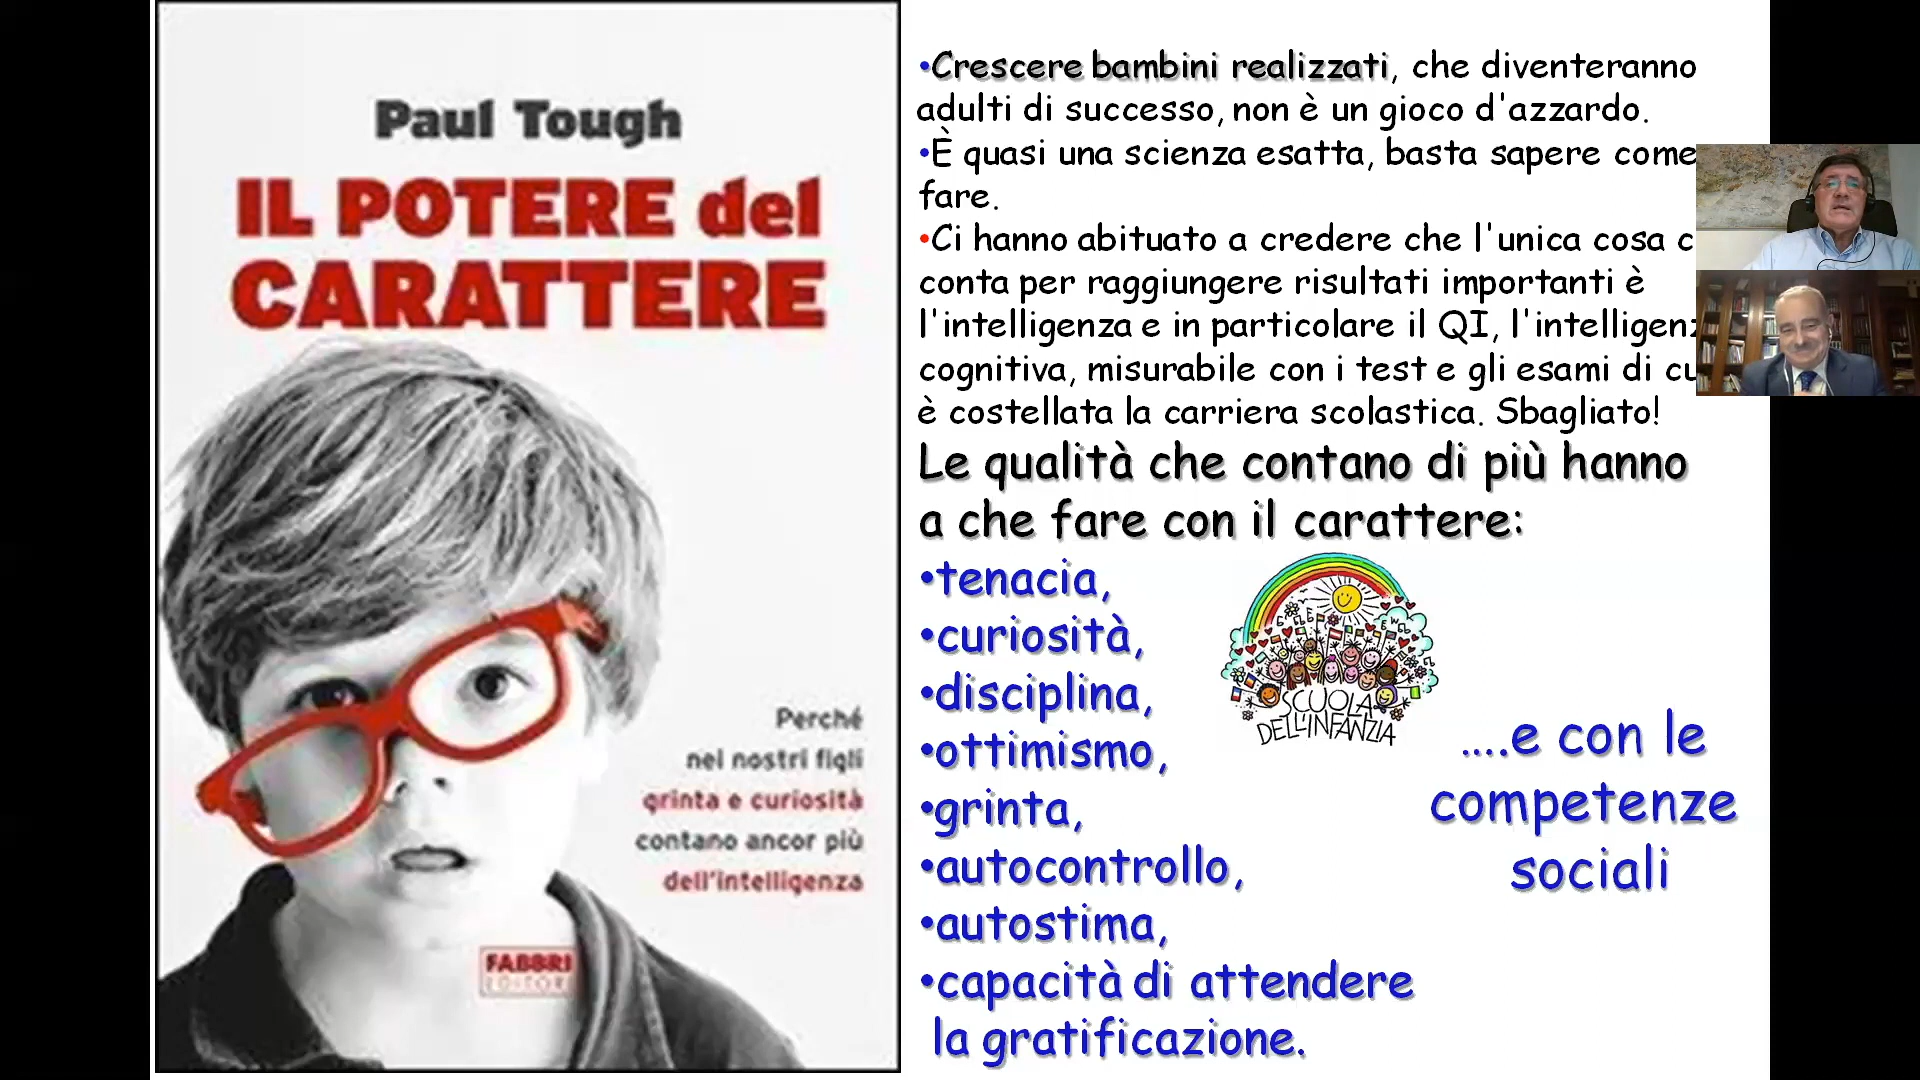 Paul Tough
IL POTERE del
CARATTERE
Perché
nei nostri figli
grinta e curiosità
contano ancor più
dell'intelligenza
FABBRI
EDITORI
•Crescere bambini realizzati, che diventeranno
adulti di successo, non è un gioco d'azzardo.
•È quasi una scienza esatta, basta sapere come
fare.
•Ci hanno abituato a credere che l'unica cosa c
conta per raggiungere risultati importanti è
l'intelligenza e in particolare il QI, l'intelligenz
cognitiva, misurabile con i test e gli esami di cu
è costellata la carriera scolastica. Sbagliato!
Le qualità che contano di più hanno
a che fare con il carattere:
•tenacia,
•curiosità,
•disciplina,
•ottimismo,
•grinta,
•autocontrollo,
•autostima,
•capacità di attendere
la gratificazione.
SCUOLA
DELL'INFANZIA
....e con le
competenze
sociali